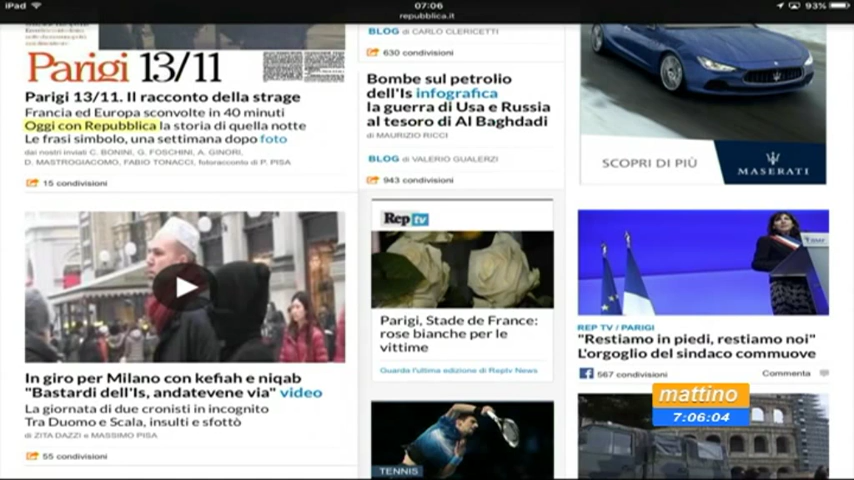 iPad
07:06
93%
repubblica.it
Parigi 13/11
Parigi 13/11. Il racconto della strage
Francia ed Europa sconvolte in 40 minuti
Oggi con Repubblica la storia di quella notte
Le frasi simbolo, una settimana dopo foto
dai nostri inviati C. BONINI, G. FOSCHINI, A. GINORI,
D. MASTROGIACOMO, FABIO TONACCI, fotoracconto di P. PISA
15 condivisioni
In giro per Milano con kefiah e niqab
"Bastardi dell'Is, andatevene via" video
La giornata di due cronisti in incognito
Tra Duomo e Scala, insulti e sfottò
di ZITA DAZZI e MASSIMO PISA
55 condivisioni
BLOG di CARLO CLERICETTI
630 condivisioni
Bombe sul petrolio
dell'Is infografica
la guerra di Usa e Russia
al tesoro di Al Baghdadi
di MAURIZIO RICCI
BLOG di VALERIO GUALERZI
943 condivisioni
Rep tv
Parigi, Stade de France:
rose bianche per le
vittime
Guarda l'ultima edizione di Reptv News
TENNIS
SCOPRI DI PIÙ
MASERATI
REP TV / PARIGI
"Restiamo in piedi, restiamo noi"
L'orgoglio del sindaco commuove
567 condivisioni
Commenta
mattino
7:06:04